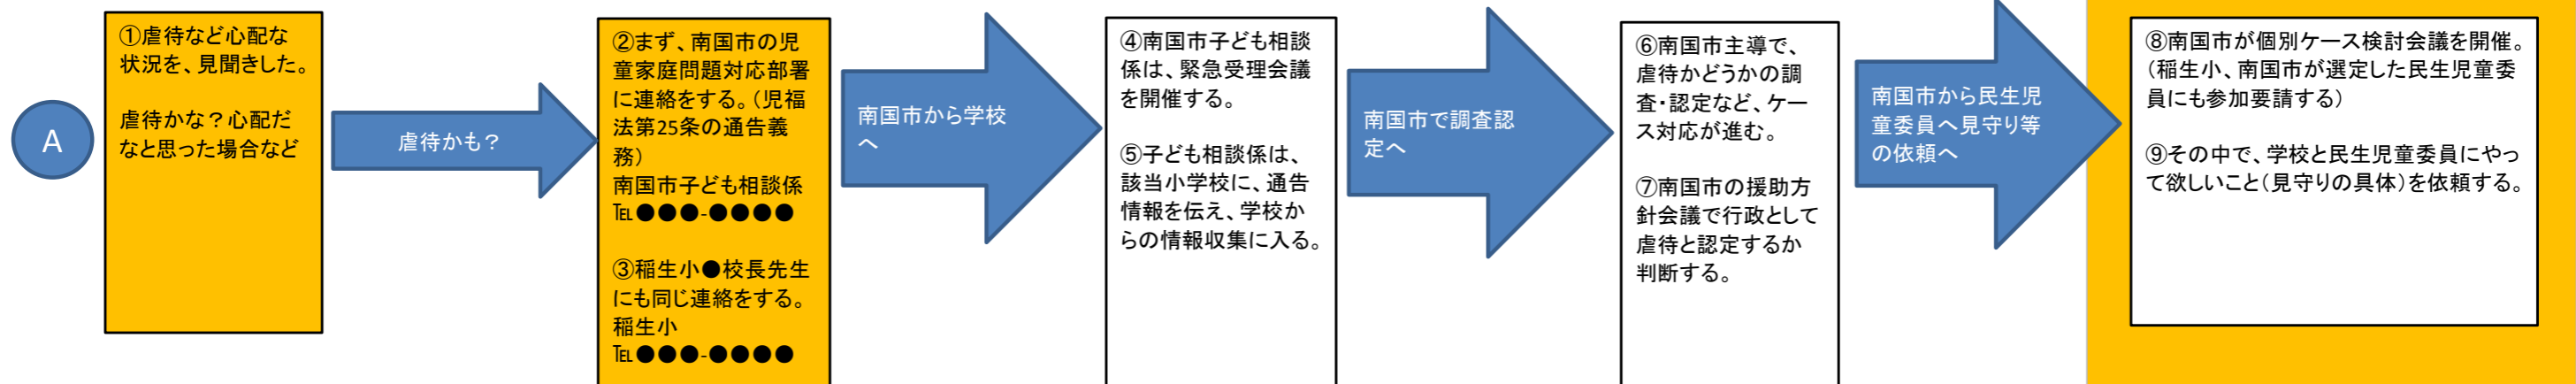 A
①虐待など心配な
状況を、見聞きした。
虐待かな？心配だ
なと思った場合など
虐待かも？
②まず、南国市の児
童家庭問題対応部署
に連絡をする。（児福
法第25条の通告義
務）
南国市子ども相談係
℡●●●-●●●●
③稲生小●校長先生
にも同じ連絡をする。
稲生小
℡●●●-●●●●
南国市から学校
へ
④南国市子ども相談
係は、緊急受理会議
を開催する。
⑤子ども相談係は、
該当小学校に、通告
情報を伝え、学校か
らの情報収集に入る。
南国市で調査認
定へ
⑥南国市主導で、
虐待かどうかの調
査・認定など、ケー
ス対応が進む。
⑦南国市の援助方
針会議で行政として
虐待と認定するか
判断する。
南国市から民生児
童委員へ見守り等
の依頼へ
⑧南国市が個別ケース検討会議を開催。
（稲生小、南国市が選定した民生児童委
員にも参加要請する）
⑨その中で、学校と民生児童委員にやっ
て欲しいこと（見守りの具体）を依頼する。